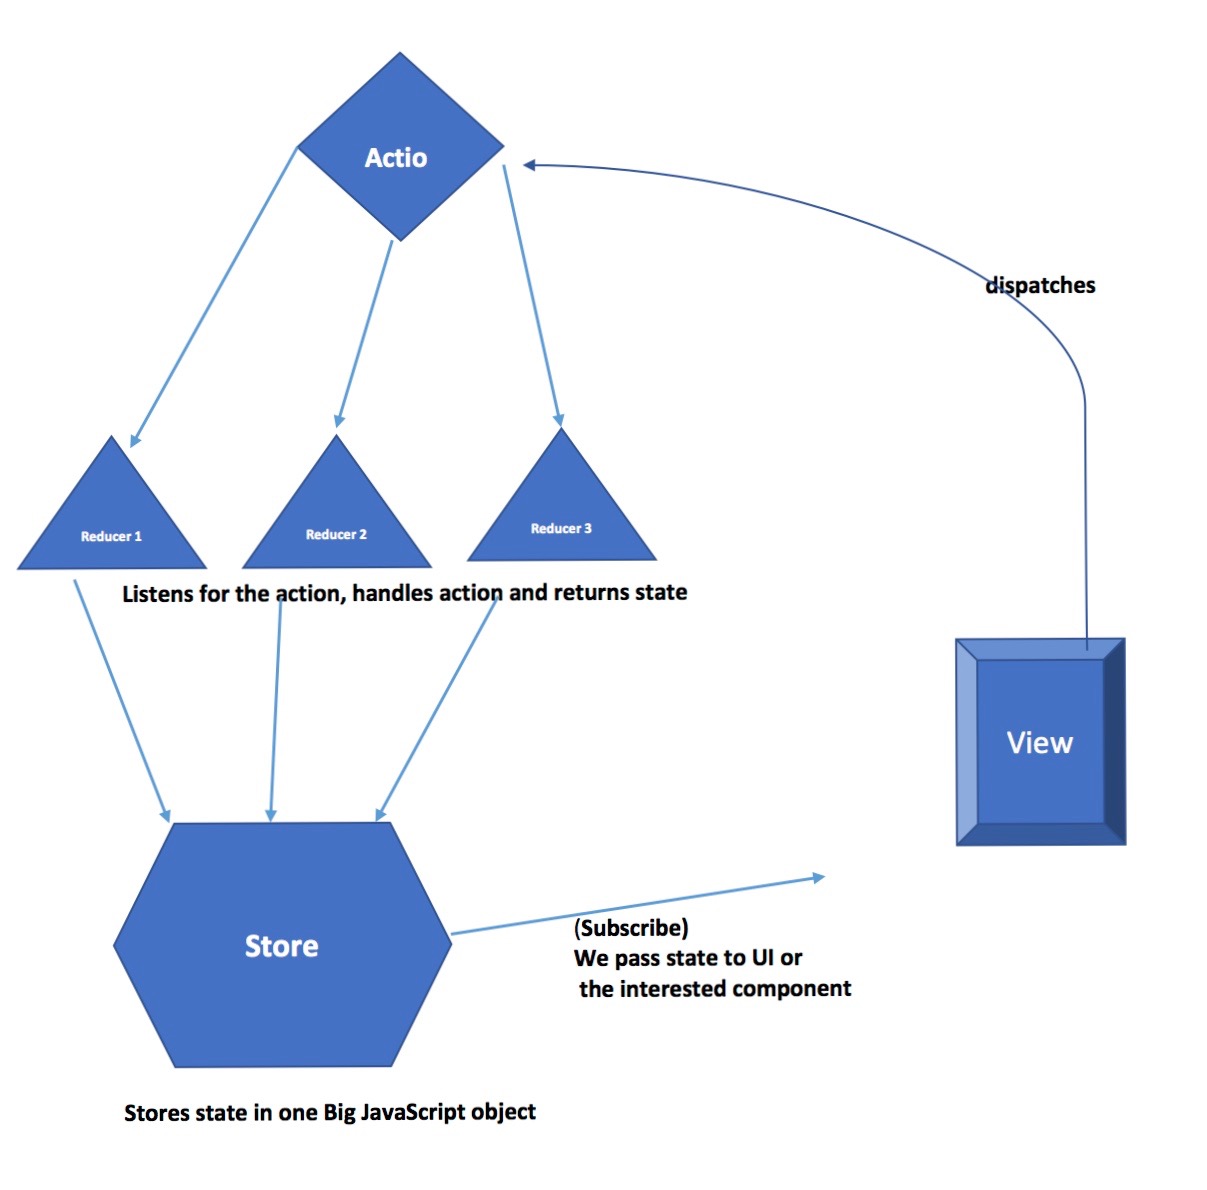 Actio
dispatches
Reducer 1
Reducer 2
Reducer 3
Listens for the action, handles action and returns state
View
Store
(Subscribe)
We pass state to UI or
the interested component
Stores state in one Big JavaScript object